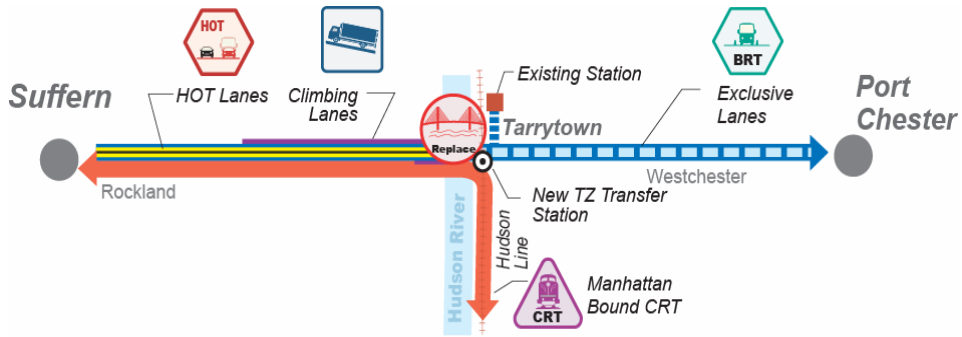 HOT
BRT
Suffern
HOT Lanes
Climbing
Lanes
Existing Station
Exclusive
Lanes
Port
Chester
Tarrytown
Replace
Rockland
Westchester
New TZ Transfer
Station
Hudson River
Hudson
Line
CRT
Manhattan
Bound CRT